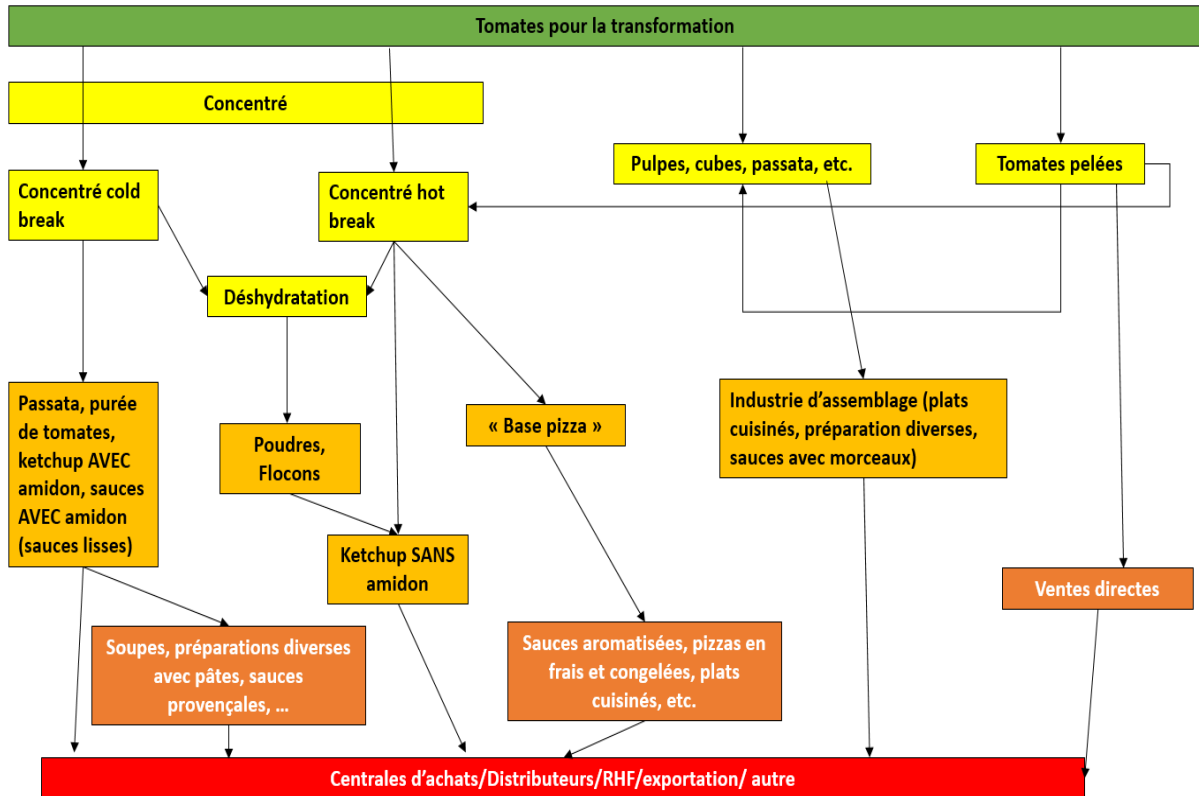 Tomates pour la transformation
Concentré
Concentré cold
break
Concentré hot
break
Pulpes, cubes, passata, etc.
Tomates pelées
Déshydratation
Passata, purée
de tomates,
ketchup AVEC
amidon, sauces
AVEC amidon
(sauces lisses)
Poudres,
Flocons
« Base pizza »
Industrie d’assemblage (plats
cuisinés, préparation diverses,
sauces avec morceaux)
Ketchup SANS
amidon
Ventes directes
Soupes, préparations diverses
avec pâtes, sauces
provençales, ...
Sauces aromatisées, pizzas en
frais et congelées, plats
cuisinés, etc.
Centrales d’achats/Distributeurs/RHF/exportation/ autre